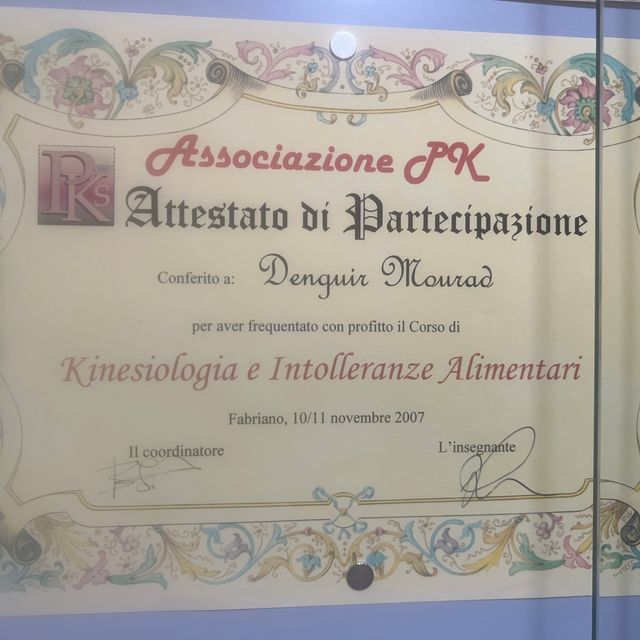 Associazione PK
PKS
Attestato di Partecipazione
Conferito a: Denguir Mourad
per aver frequentato con profitto il Corso di
Kinesiologia e Intolleranze Alimentari
Fabriano, 10/11 novembre 2007
Il coordinatore L'insegnante